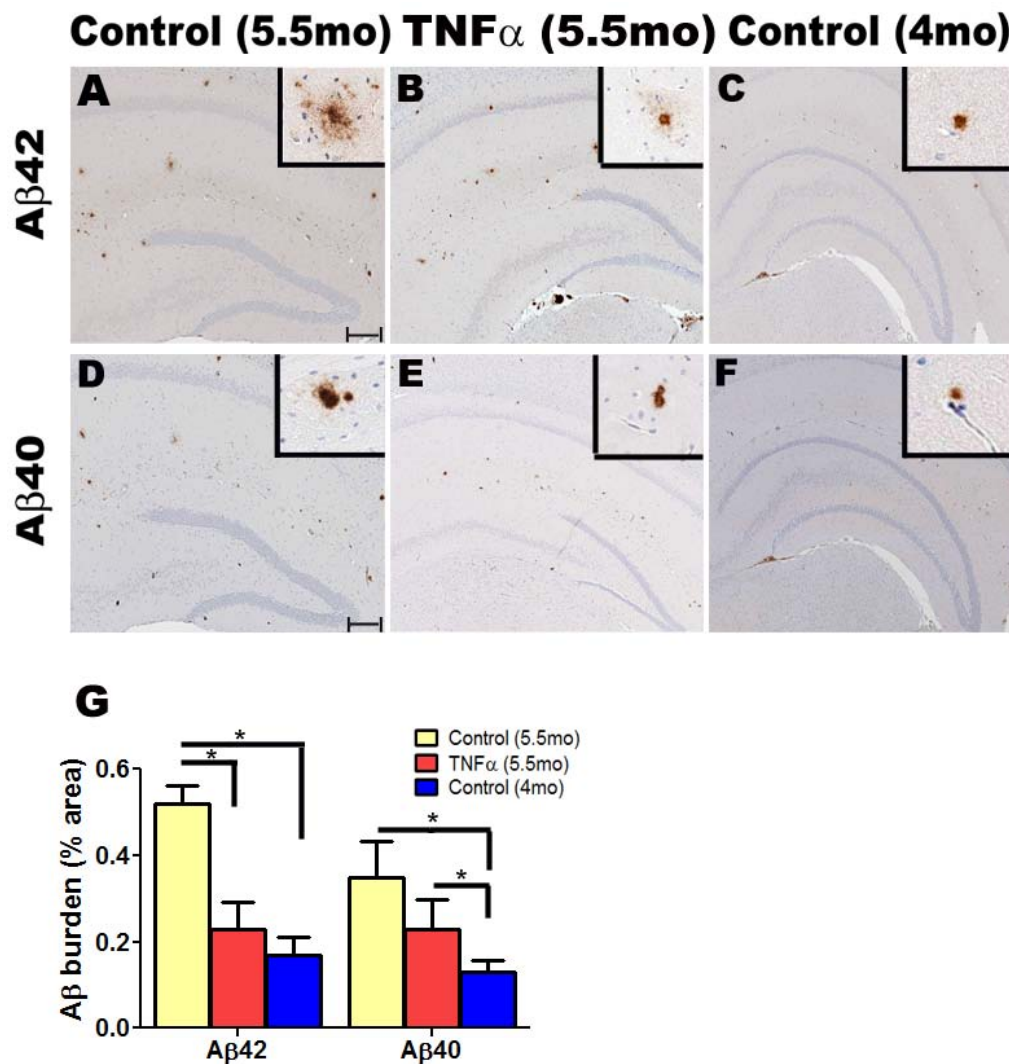 Control (5.5mo) TNFα (5.5mo) Control (4mo)
Aβ42
A
B
C
Aβ40
D
E
F
G
Aβ burden (% area)
0.6
0.4
0.2
0.0
*
*
*
*
Control (5.5mo)
TNFα (5.5mo)
Control (4mo)
Aβ42
Aβ40